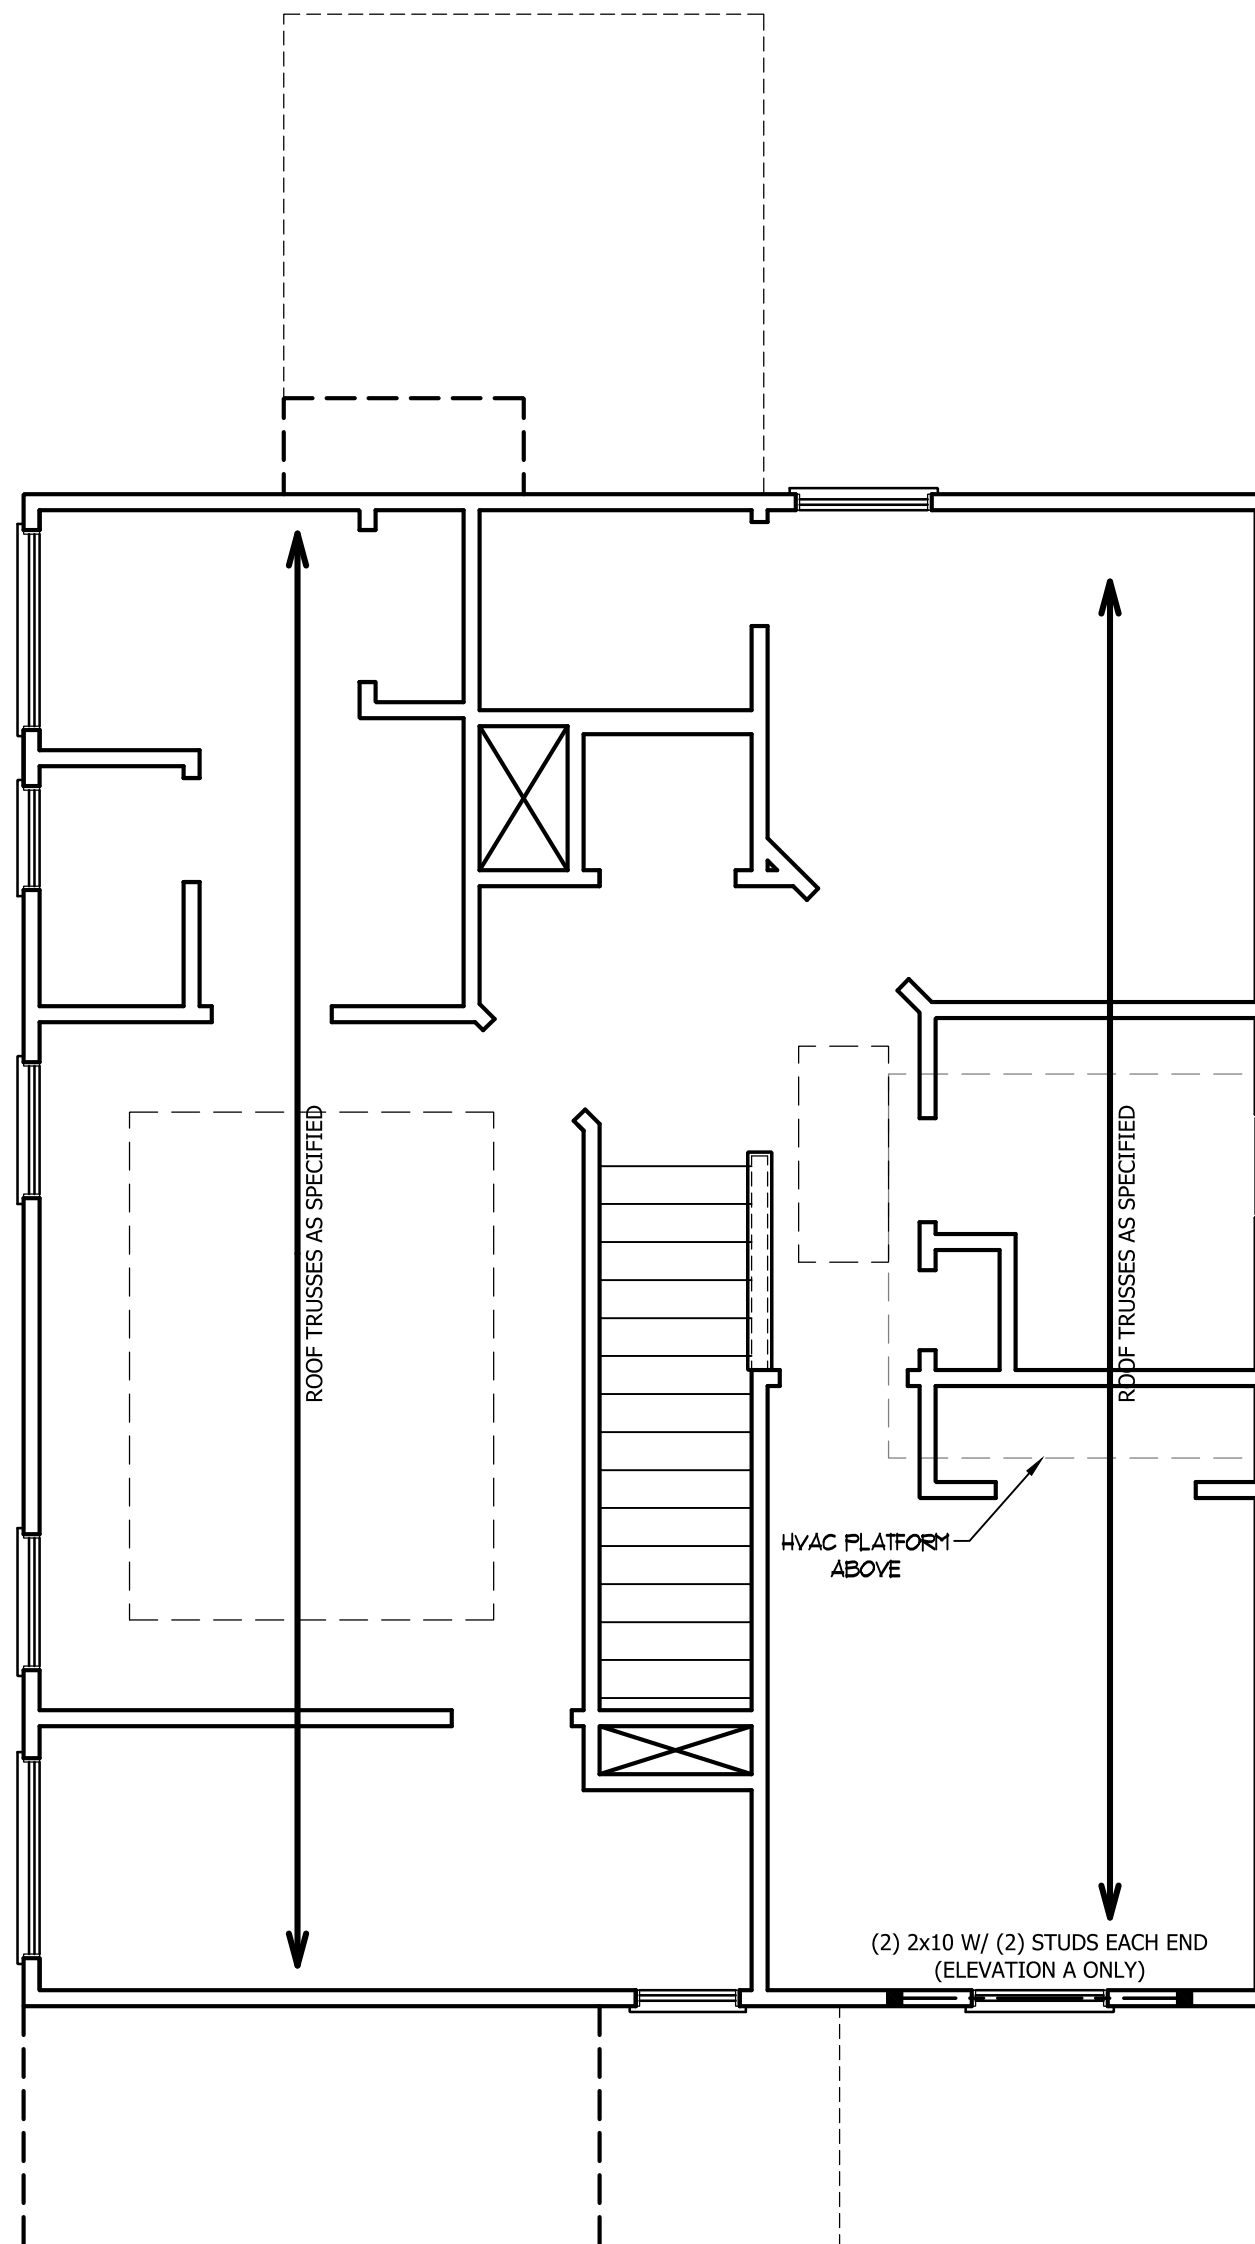 ROOF TRUSSES AS SPECIFIED
ROOF TRUSSES AS SPECIFIED
HVAC PLATFORM
ABOVE
(2) 2x10 W/ (2) STUDS EACH END
(ELEVATION A ONLY)